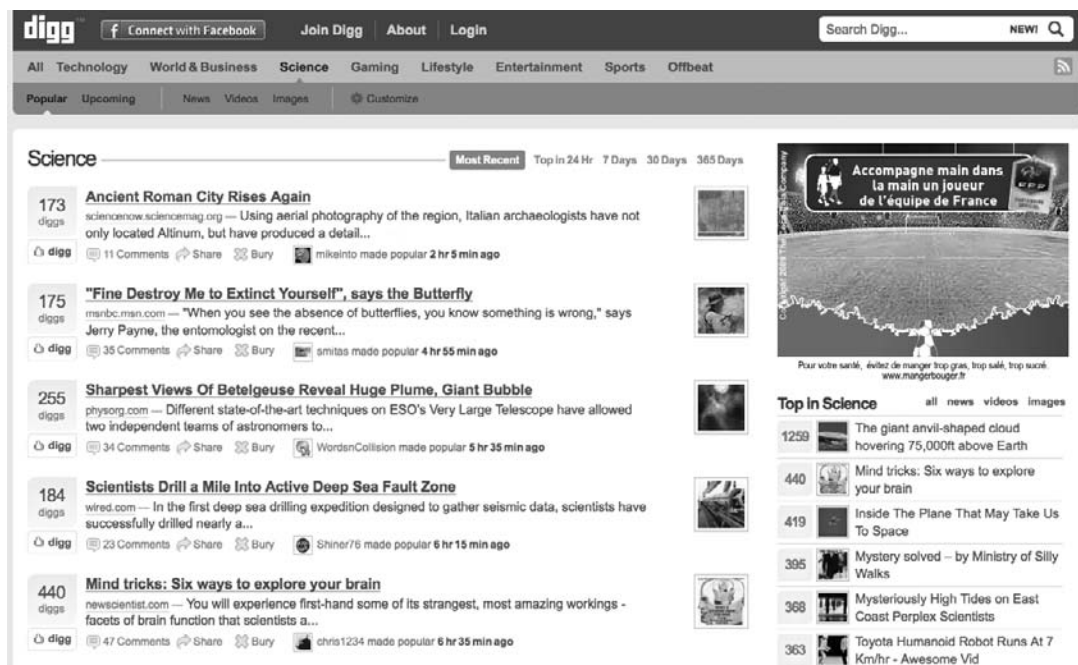 digg Connect with Facebook Join Digg About Login Search Digg... NEW!
All Technology World & Business Science Gaming Lifestyle Entertainment Sports Offbeat
Popular Upcoming News Videos Images Customize
Science Most Recent Top in 24 Hr 7 Days 30 Days 365 Days
173 diggs
Ancient Roman City Rises Again
sciencenow.sciencemag.org — Using aerial photography of the region, Italian archaeologists have not
only located Altinum, but have produced a detail...
digg 11 Comments Share Bury mikeinto made popular 2 hr 5 min ago
175 diggs
"Fine Destroy Me to Extinct Yourself", says the Butterfly
msnbc.msn.com — "When you see the absence of butterflies, you know something is wrong," says
Jerry Payne, the entomologist on the recent...
digg 35 Comments Share Bury smitas made popular 4 hr 55 min ago
255 diggs
Sharpest Views Of Betelgeuse Reveal Huge Plume, Giant Bubble
physorg.com — Different state-of-the-art techniques on ESO's Very Large Telescope have allowed
two independent teams of astronomers to...
digg 34 Comments Share Bury WordsnCollision made popular 5 hr 35 min ago
184 diggs
Scientists Drill a Mile Into Active Deep Sea Fault Zone
wired.com — In the first deep sea drilling expedition designed to gather seismic data, scientists have
successfully drilled nearly a...
digg 23 Comments Share Bury Shiner76 made popular 6 hr 15 min ago
440 diggs
Mind tricks: Six ways to explore your brain
newscientist.com — You will experience first-hand some of its strangest, most amazing workings -
facets of brain function that scientists a...
digg 47 Comments Share Bury chris1234 made popular 6 hr 35 min ago
Accompagne main dans
la main un joueur
de l'équipe de France
Pour votre santé, évitez de manger trop gras, trop salé, trop sucré.
www.mangerbouger.fr
Top in Science all news videos images
1259 The giant anvil-shaped cloud
hovering 75,000ft above Earth
440 Mind tricks: Six ways to explore
your brain
419 Inside The Plane That May Take Us
To Space
395 Mystery solved – by Ministry of Silly
Walks
368 Mysteriously High Tides on East
Coast Perplex Scientists
363 Toyota Humanoid Robot Runs At 7
Km/hr - Awesome Vid